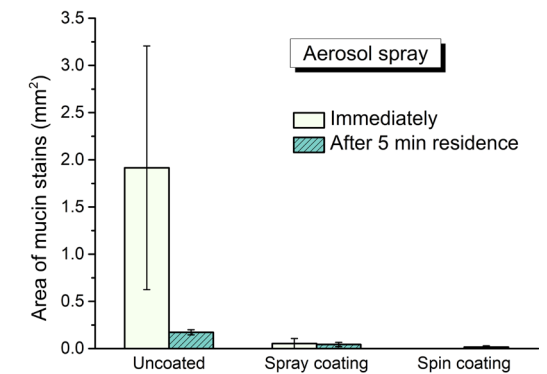 3.5
3.0
2.5
2.0
1.5
1.0
0.5
0.0
Area of mucin stains (mm²)
Aerosol spray
Immediately
After 5 min residence
Uncoated Spray coating Spin coating